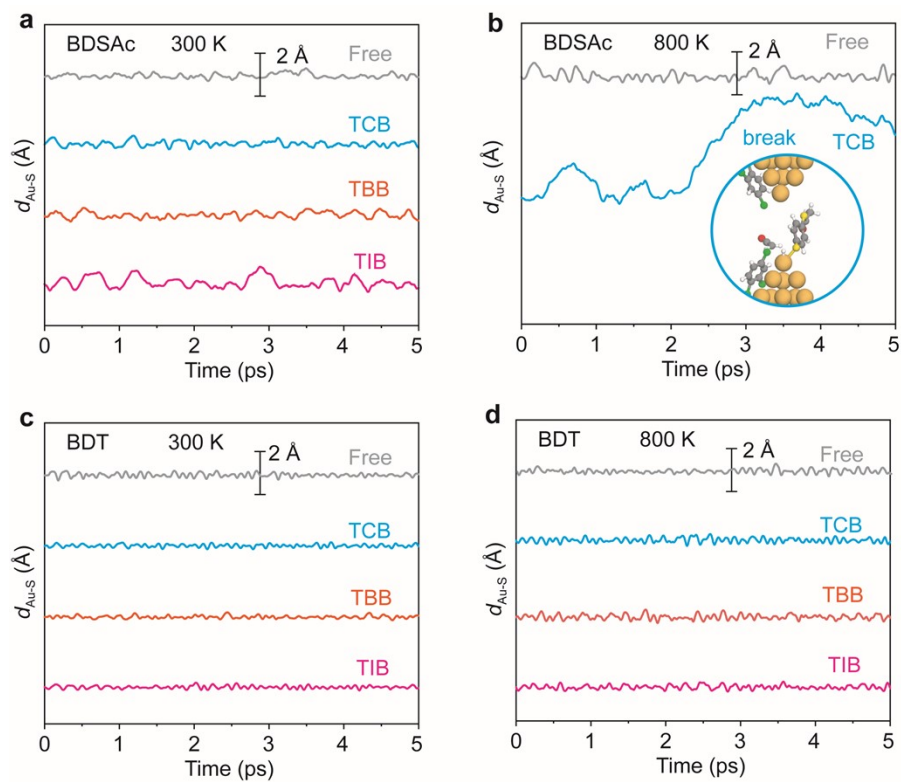 a
BDSAc 300 K
Free
2 Å
TCB
TBB
TIB
d_Au-S (Å)
0 1 2 3 4 5
Time (ps)
b
BDSAc 800 K
Free
2 Å
break
TCB
d_Au-S (Å)
0 1 2 3 4 5
Time (ps)
c
BDT 300 K
Free
2 Å
TCB
TBB
TIB
d_Au-S (Å)
0 1 2 3 4 5
Time (ps)
d
BDT 800 K
Free
2 Å
TCB
TBB
TIB
d_Au-S (Å)
0 1 2 3 4 5
Time (ps)